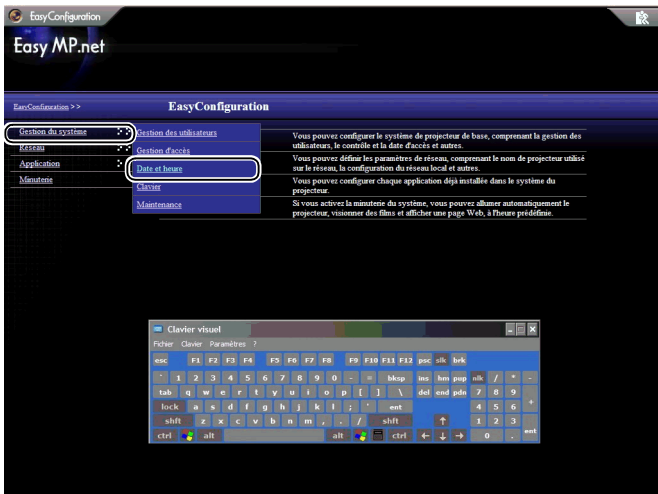 EasyConfiguration
Easy MP.net
EasyConfiguration >>
EasyConfiguration
Gestion du système
Réseau
Application
Minuterie
Gestion des utilisateurs
Gestion d'accès
Date et heure
Clavier
Maintenance
Vous pouvez configurer le système de projecteur de base, comprenant la gestion des
utilisateurs, le contrôle et la date d'accès et autres.
Vous pouvez définir les paramètres de réseau, comprenant le nom de projecteur utilisé
sur le réseau, la configuration du réseau local et autres.
Vous pouvez configurer chaque application déjà installée dans le système du
projecteur.
Si vous activez la minuterie du système, vous pouvez allumer automatiquement le
projecteur, visionner des films et afficher une page Web, à l'heure prédéfinie.
Clavier visuel
Fichier Clavier Paramètres ?
esc F1 F2 F3 F4 F5 F6 F7 F8 F9 F10 F11 F12 psc slk brk
` 1 2 3 4 5 6 7 8 9 0 - = bksp ins hm pup nlk / * -
tab q w e r t y u i o p [ ] \ del end pdn 7 8 9 +
lock a s d f g h j k l ; ' ent 4 5 6
shft z x c v b n m , . / shft ↑ 1 2 3 ent
ctrl alt alt ctrl ← ↓ → 0 .